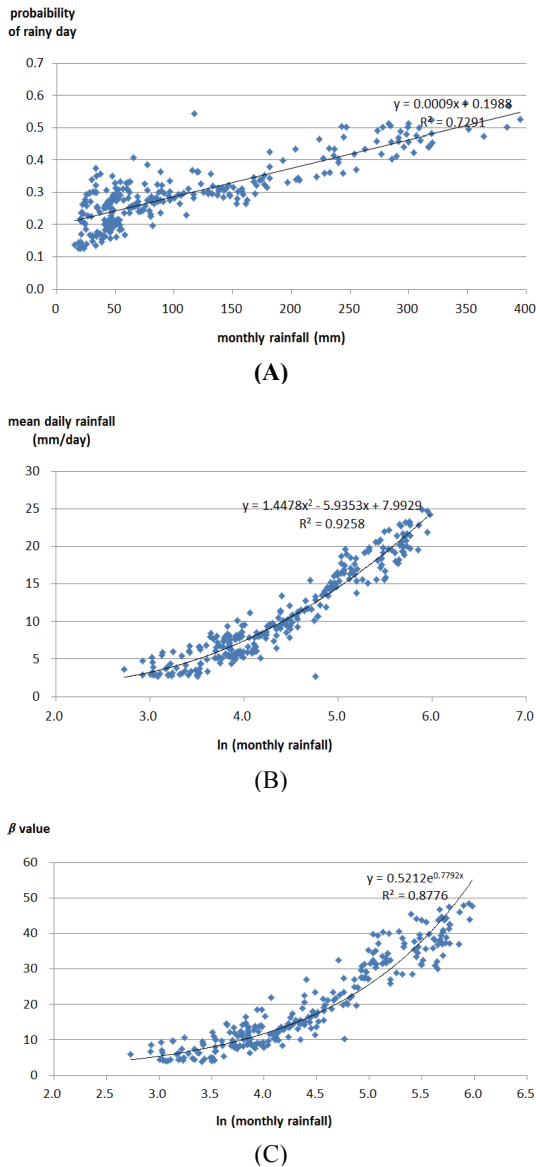 probaibility
of rainy day
0.7
0.6
0.5
0.4
0.3
0.2
0.1
0.0
y = 0.0009x + 0.1988
R² = 0.7291
0 50 100 150 200 250 300 350 400
monthly rainfall (mm)
(A)
mean daily rainfall
(mm/day)
30
25
20
15
10
5
0
y = 1.4478x² - 5.9353x + 7.9929
R² = 0.9258
2.0 3.0 4.0 5.0 6.0 7.0
ln (monthly rainfall)
(B)
β value
60
50
40
30
20
10
0
y = 0.5212e^0.7792x
R² = 0.8776
2.0 2.5 3.0 3.5 4.0 4.5 5.0 5.5 6.0 6.5
ln (monthly rainfall)
(C)